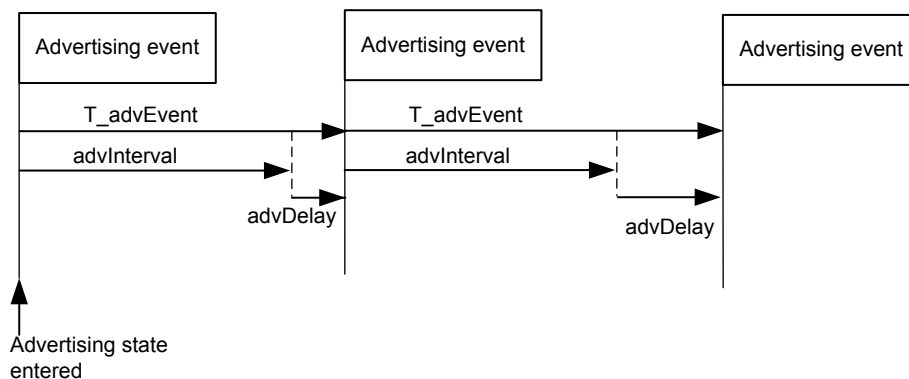 Advertising event
Advertising event
Advertising event
T_advEvent
T_advEvent
advInterval
advInterval
advDelay
advDelay
Advertising state
entered